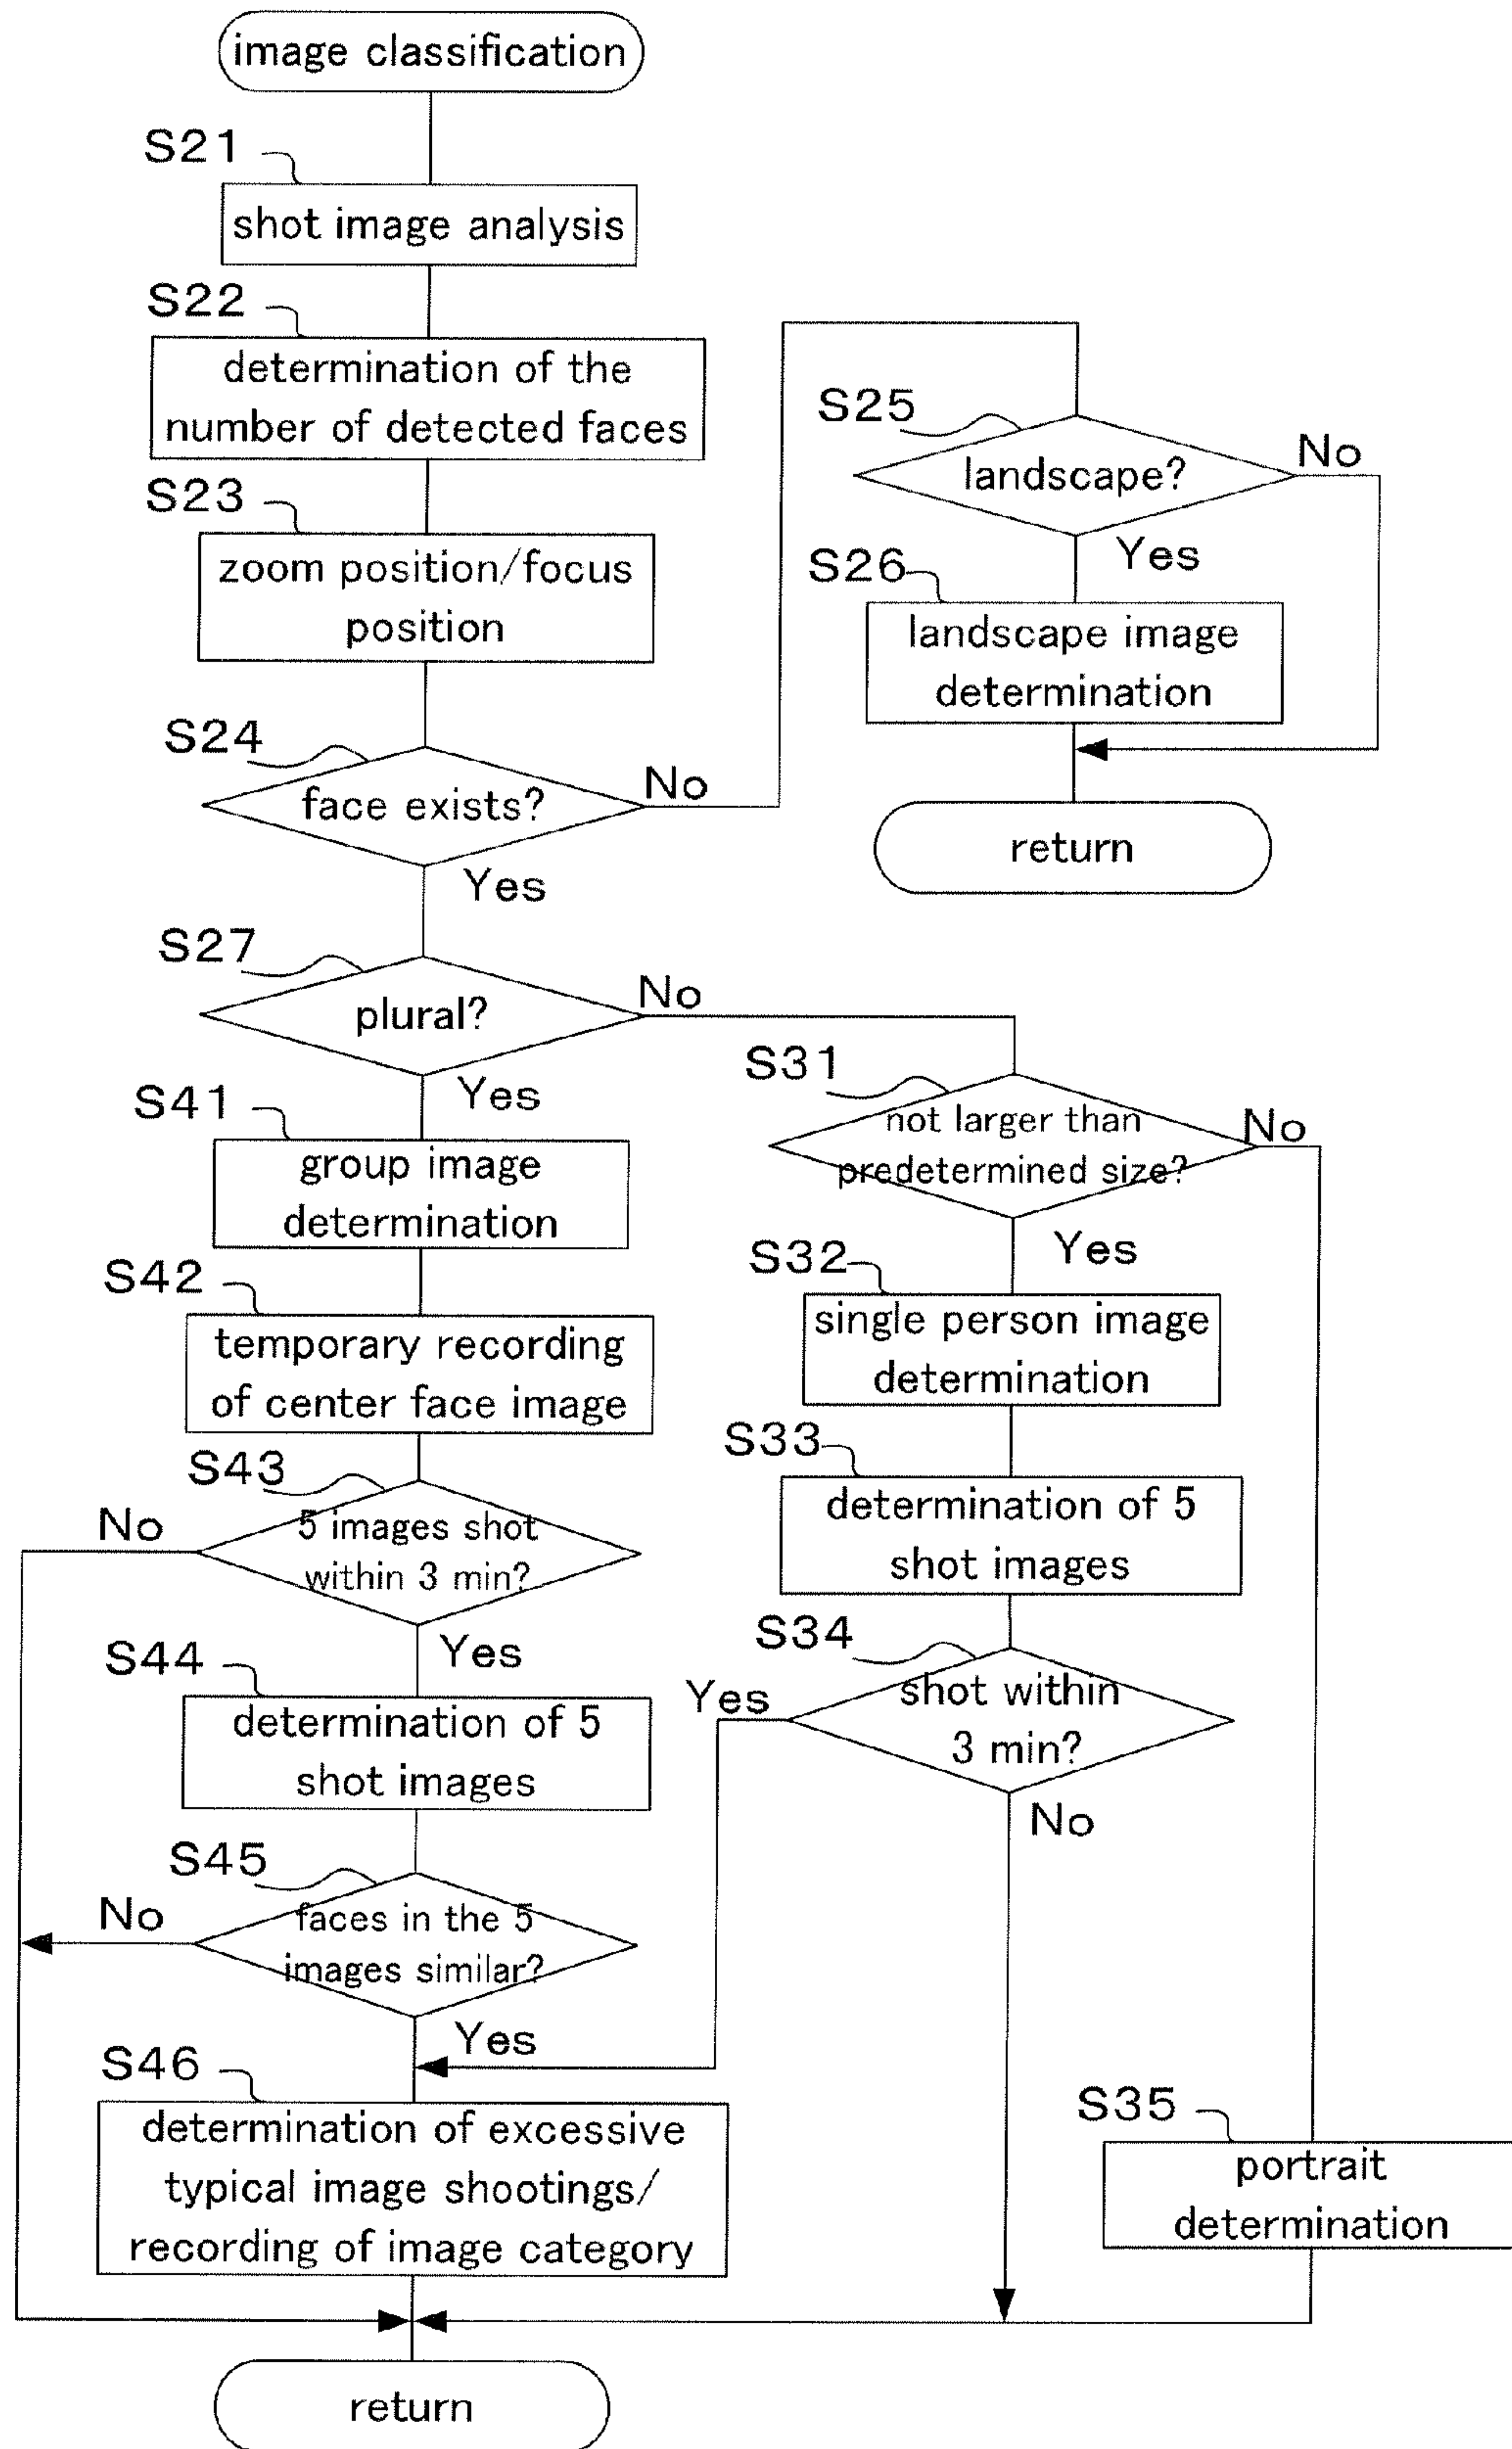 image classification
S21
shot image analysis
S22
determination of the
number of detected faces
S23
zoom position/focus
position
S24
face exists?
No
Yes
S25
landscape?
No
Yes
S26
landscape image
determination
return
S27
plural?
No
Yes
S31
not larger than
predetermined size?
No
Yes
S32
single person image
determination
S33
determination of 5
shot images
S34
shot within
3 min?
Yes
No
S35
portrait
determination
S41
group image
determination
S42
temporary recording
of center face image
S43
5 images shot
within 3 min?
No
Yes
S44
determination of 5
shot images
S45
faces in the 5
images similar?
No
Yes
S46
determination of excessive
typical image shootings/
recording of image category
return